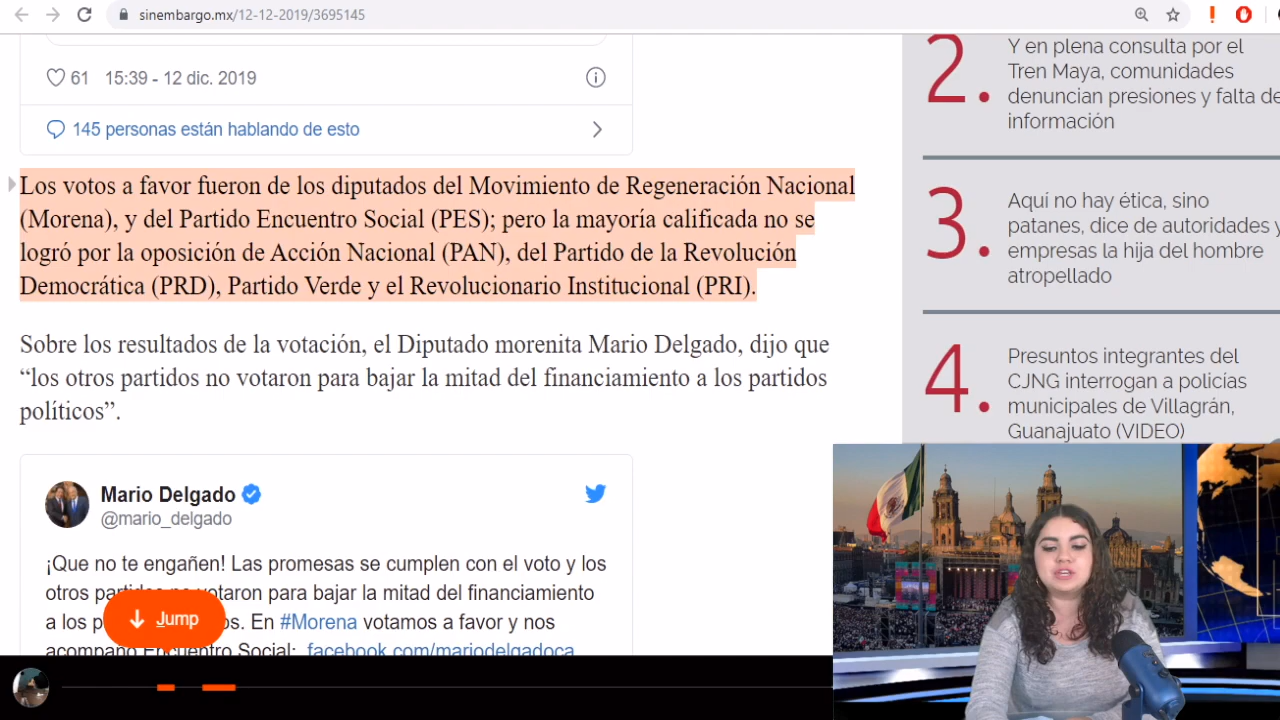 sinembargo.mx/12-12-2019/3695145
61 15:39 - 12 dic. 2019
145 personas están hablando de esto
Los votos a favor fueron de los diputados del Movimiento de Regeneración Nacional
(Morena), y del Partido Encuentro Social (PES); pero la mayoría calificada no se
logró por la oposición de Acción Nacional (PAN), del Partido de la Revolución
Democrática (PRD), Partido Verde y el Revolucionario Institucional (PRI).
Sobre los resultados de la votación, el Diputado morenita Mario Delgado, dijo que
“los otros partidos no votaron para bajar la mitad del financiamiento a los partidos
políticos”.
Mario Delgado
@mario_delgado
¡Que no te engañen! Las promesas se cumplen con el voto y los
otros votaron para bajar la mitad del financiamiento
a los En #Morena votamos a favor y nos
acompañó Encuentro Social: facebook.com/mariodelgadoca
Jump
2.
Y en plena consulta por el
Tren Maya, comunidades
denuncian presiones y falta de
información
3.
Aquí no hay ética, sino
patanes, dice de autoridades y
empresas la hija del hombre
atropellado
4.
Presuntos integrantes del
CJNG interrogan a policías
municipales de Villagrán,
Guanajuato (VIDEO)